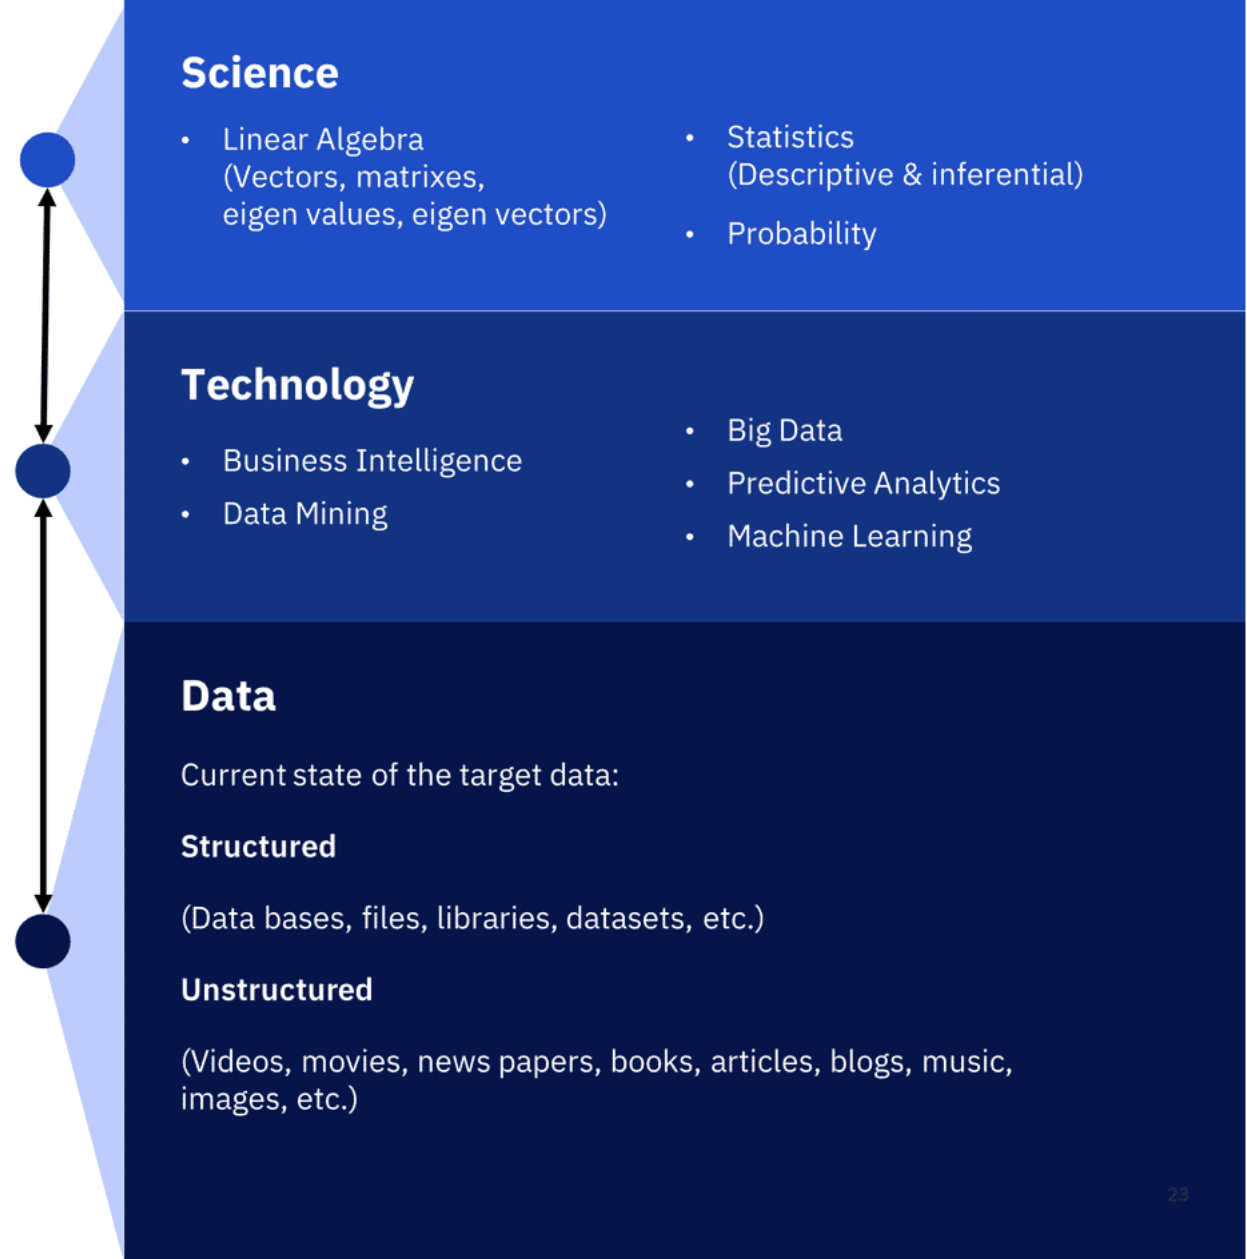 Science
• Linear Algebra
(Vectors, matrixes,
eigen values, eigen vectors)
• Statistics
(Descriptive & inferential)
• Probability
Technology
• Business Intelligence
• Data Mining
• Big Data
• Predictive Analytics
• Machine Learning
Data
Current state of the target data:
Structured
(Data bases, files, libraries, datasets, etc.)
Unstructured
(Videos, movies, news papers, books, articles, blogs, music,
images, etc.)
23